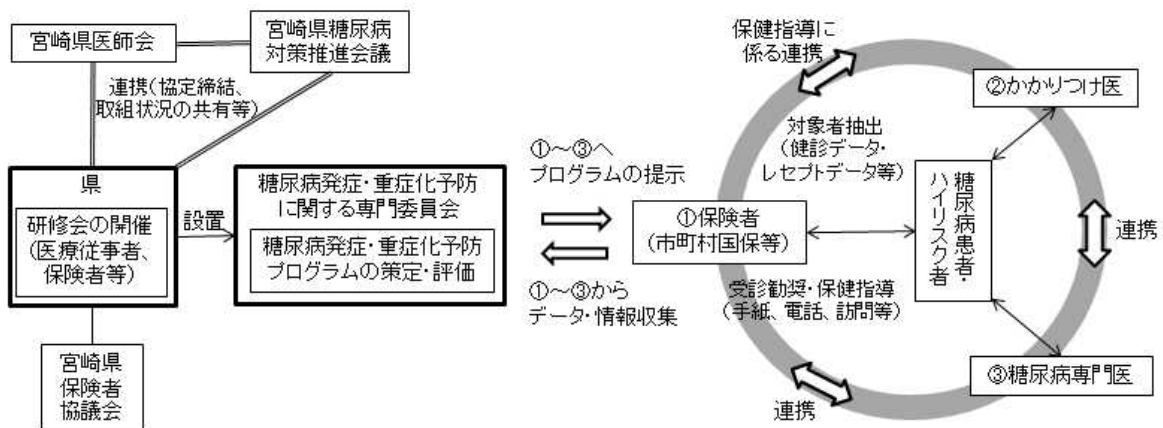 宮崎県医師会
宮崎県糖尿病
対策推進会議
連携(協定締結、
取組状況の共有等)
県
研修会の開催
(医療従事者、
保険者等)
設置
糖尿病発症・重症化予防
に関する専門委員会
糖尿病発症・重症化予防
プログラムの策定・評価
宮崎県
保険者
協議会
①～③へ
プログラムの提示
①～③から
データ・情報収集
保健指導に
係る連携
②かかりつけ医
対象者抽出
(健診データ・
レセプトデータ等)
①保険者
(市町村国保等)
糖尿病患者・
ハイリスク者
連携
受診勧奨・保健指導
(手紙、電話、訪問等)
③糖尿病専門医
連携